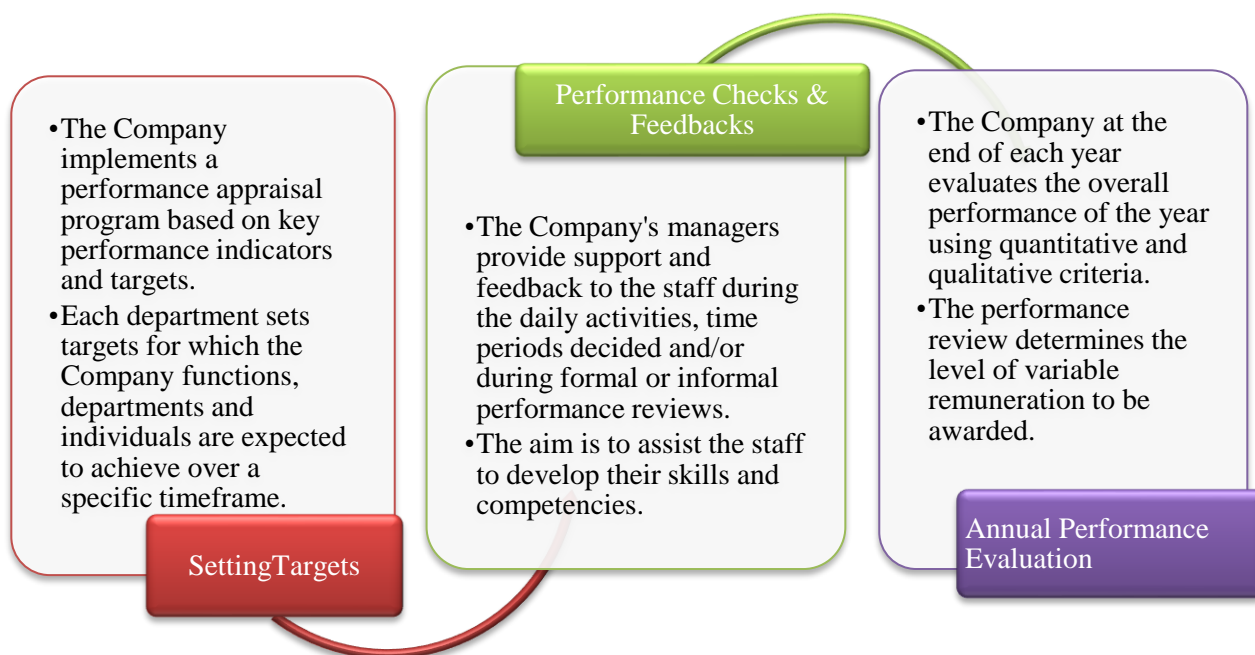 •The Company
implements a
performance appraisal
program based on key
performance indicators
and targets.
•Each department sets
targets for which the
Company functions,
departments and
individuals are expected
to achieve over a
specific timeframe.
SettingTargets
Performance Checks &
Feedbacks
•The Company's managers
provide support and
feedback to the staff during
the daily activities, time
periods decided and/or
during formal or informal
performance reviews.
•The aim is to assist the staff
to develop their skills and
competencies.
•The Company at the
end of each year
evaluates the overall
performance of the year
using quantitative and
qualitative criteria.
•The performance
review determines the
level of variable
remuneration to be
awarded.
Annual Performance
Evaluation